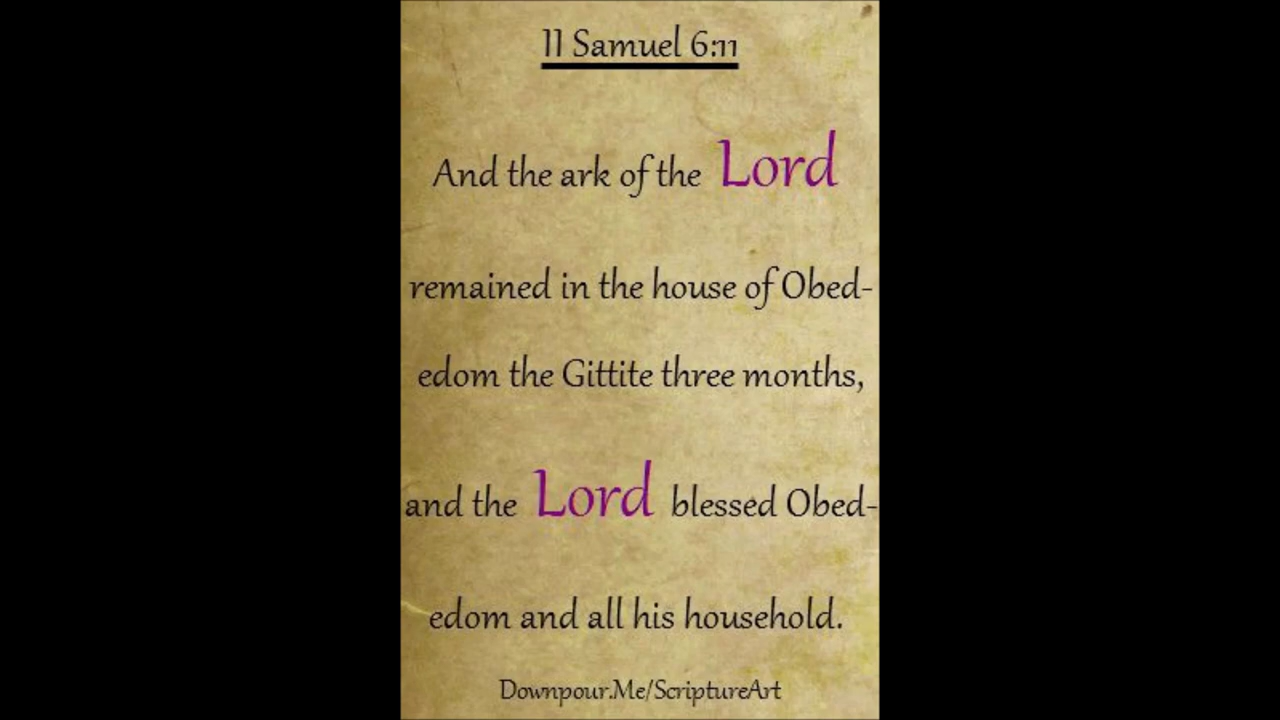 II Samuel 6:11
And the ark of the Lord
remained in the house of Obed-
edom the Gittite three months,
and the Lord blessed Obed-
edom and all his household.
Downpour.Me/ScriptureArt